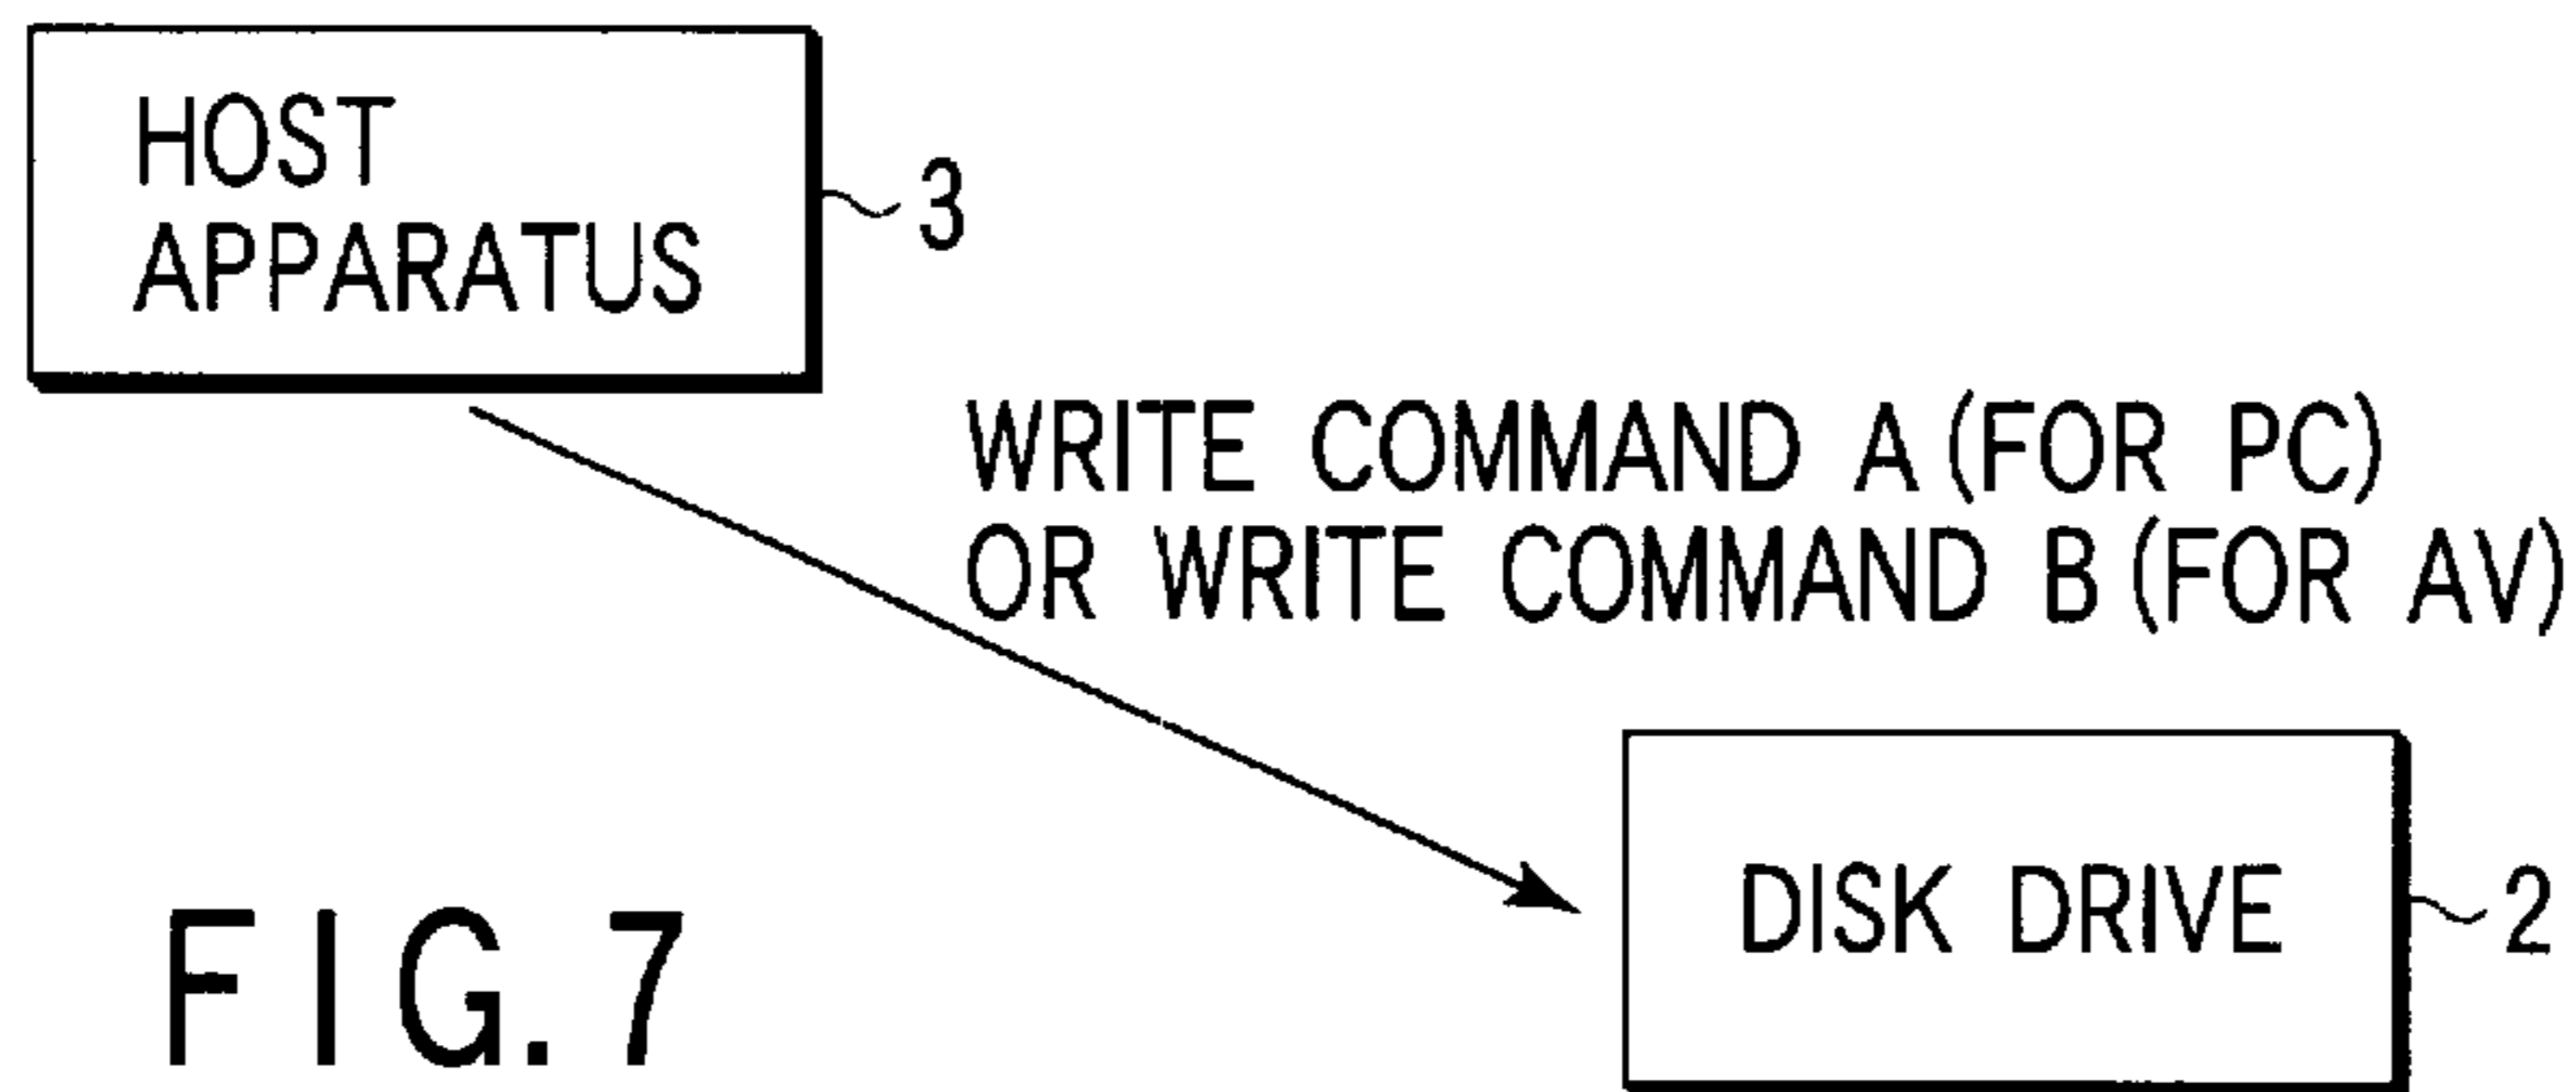 HOST
APPARATUS
3
WRITE COMMAND A (FOR PC)
OR WRITE COMMAND B (FOR AV)
DISK DRIVE
2
FIG. 7